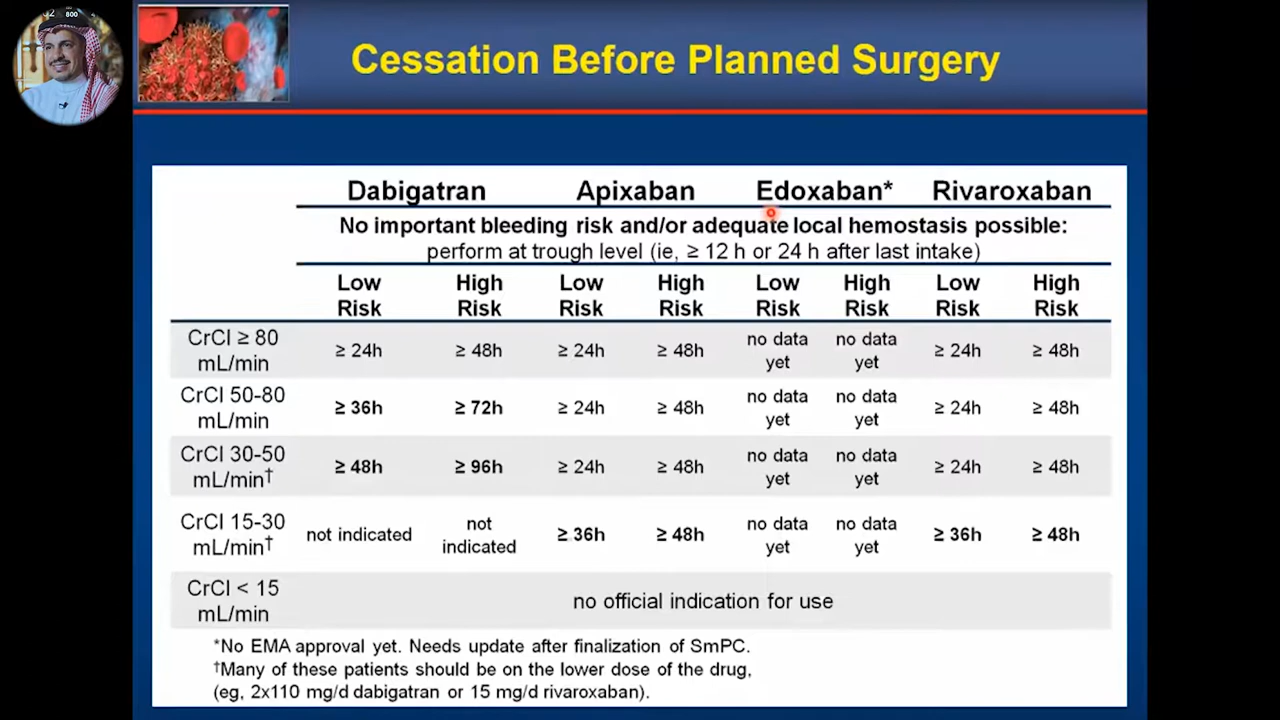 800
Cessation Before Planned Surgery
Dabigatran Apixaban Edoxaban* Rivaroxaban
No important bleeding risk and/or adequate local hemostasis possible:
perform at trough level (ie, ≥ 12 h or 24 h after last intake)
Low Risk High Risk Low Risk High Risk Low Risk High Risk Low Risk High Risk
CrCl ≥ 80 mL/min ≥ 24h ≥ 48h ≥ 24h ≥ 48h no data yet no data yet ≥ 24h ≥ 48h
CrCl 50-80 mL/min ≥ 36h ≥ 72h ≥ 24h ≥ 48h no data yet no data yet ≥ 24h ≥ 48h
CrCl 30-50 mL/min† ≥ 48h ≥ 96h ≥ 24h ≥ 48h no data yet no data yet ≥ 24h ≥ 48h
CrCl 15-30 mL/min† not indicated not indicated ≥ 36h ≥ 48h no data yet no data yet ≥ 36h ≥ 48h
CrCl < 15 mL/min no official indication for use
*No EMA approval yet. Needs update after finalization of SmPC.
†Many of these patients should be on the lower dose of the drug,
(eg, 2x110 mg/d dabigatran or 15 mg/d rivaroxaban).